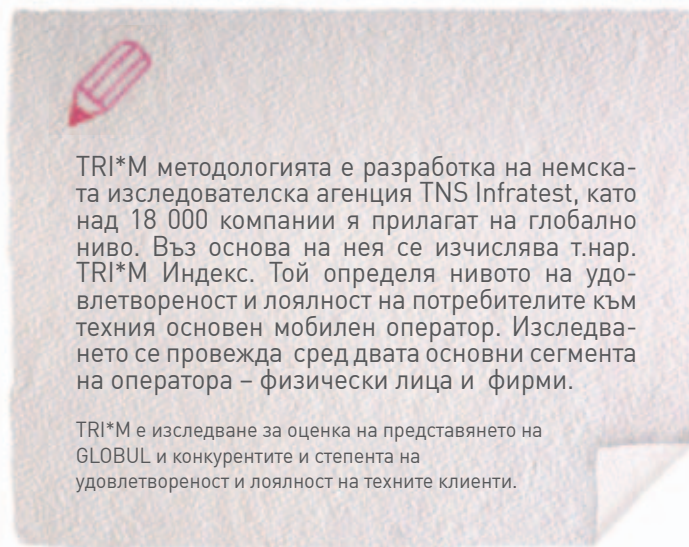 TRI*M методологията е разработка на немска-
та изследователска агенция TNS Infratest, като
над 18 000 компании я прилагат на глобално
ниво. Въз основа на нея се изчислява т.нар.
TRI*M Индекс. Той определя нивото на удо-
влетвореност и лоялност на потребителите към
техния основен мобилен оператор. Изследва-
нето се провежда сред двата основни сегмента
на оператора – физически лица и фирми.
TRI*M е изследване за оценка на представянето на
GLOBUL и конкурентите и степента на
удовлетвореност и лоялност на техните клиенти.